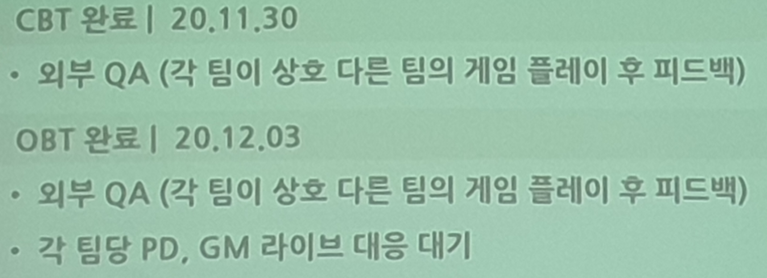 CBT 완료 | 20.11.30
• 외부 QA (각 팀이 상호 다른 팀의 게임 플레이 후 피드백)
OBT 완료 | 20.12.03
• 외부 QA (각 팀이 상호 다른 팀의 게임 플레이 후 피드백)
• 각 팀당 PD, GM 라이브 대응 대기